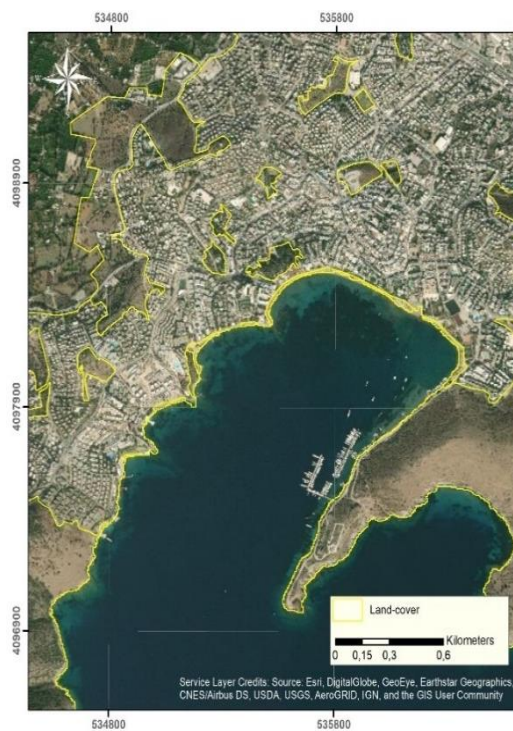 534800 535800
4098900
4097900
4096900
Land-cover
Kilometers
0 0,15 0,3 0,6
Service Layer Credits: Source: Esri, DigitalGlobe, GeoEye, Earthstar Geographics,
CNES/Airbus DS, USDA, USGS, AeroGRID, IGN, and the GIS User Community
534800 535800